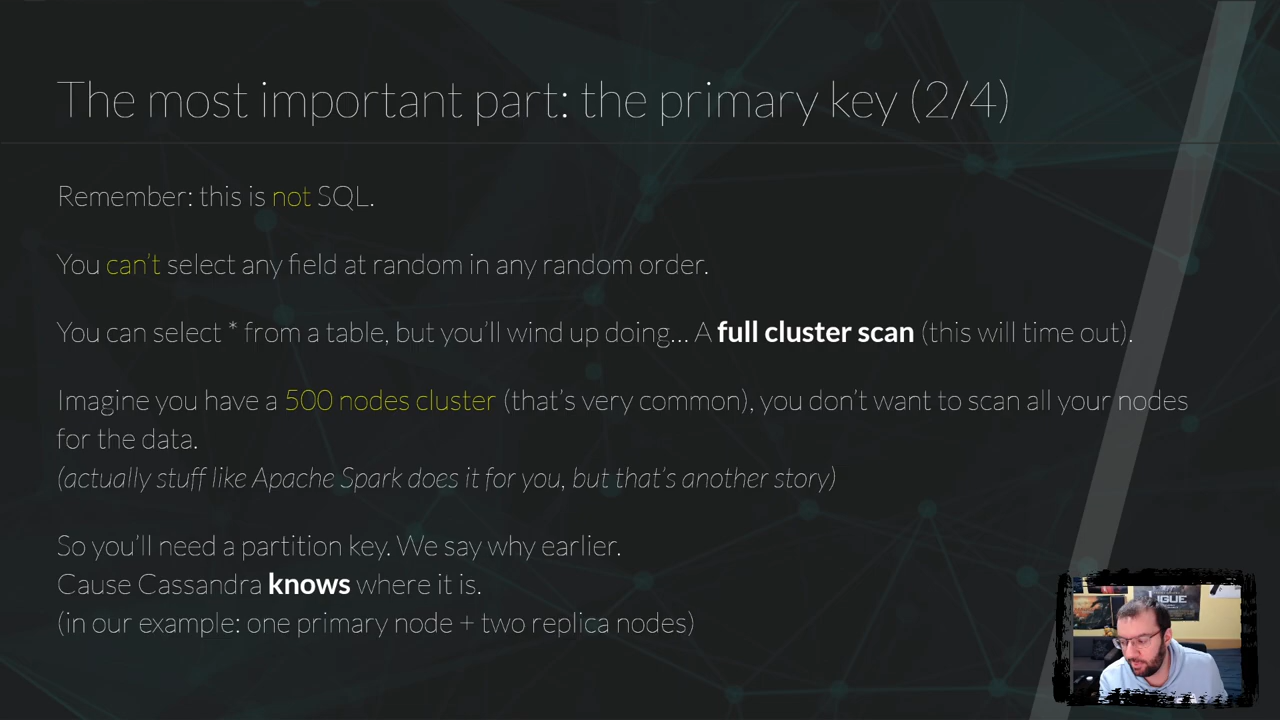 The most important part: the primary key (2/4)
Remember: this is not SQL.
You can't select any field at random in any random order.
You can select * from a table, but you'll wind up doing... A full cluster scan (this will time out).
Imagine you have a 500 nodes cluster (that's very common), you don't want to scan all your nodes
for the data.
(actually stuff like Apache Spark does it for you, but that's another story)
So you'll need a partition key. We say why earlier.
Cause Cassandra knows where it is.
(in our example: one primary node + two replica nodes)